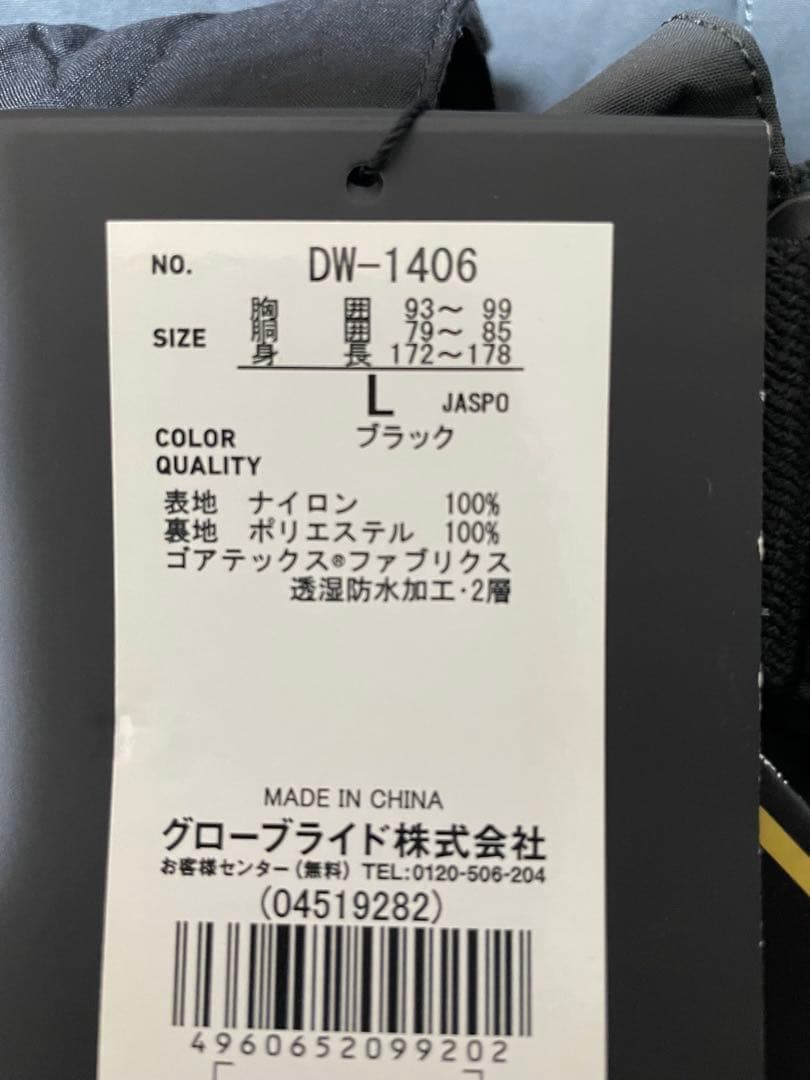 NO. DW-1406
胸囲 93～ 99
SIZE 胴囲 79～ 85
身長 172～178
L JASPO
COLOR ブラック
QUALITY
表地 ナイロン 100%
裏地 ポリエステル 100%
ゴアテックス®ファブリクス
透湿防水加工・2層
MADE IN CHINA
グローブライド株式会社
お客様センター(無料) TEL:0120-506-204
(04519282)
4960652099202